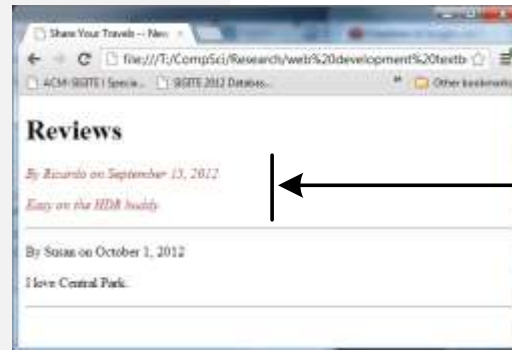 Share Your Travels -- New
file:///T:/CompSci/Research/web%20development%20textb
ACM SIGITE | Specia... SIGITE 2012 Databas... Other bookmarks
Reviews
By Ricardo on September 15, 2012
Easy on the HDR buddy
By Susan on October 1, 2012
I love Central Park.